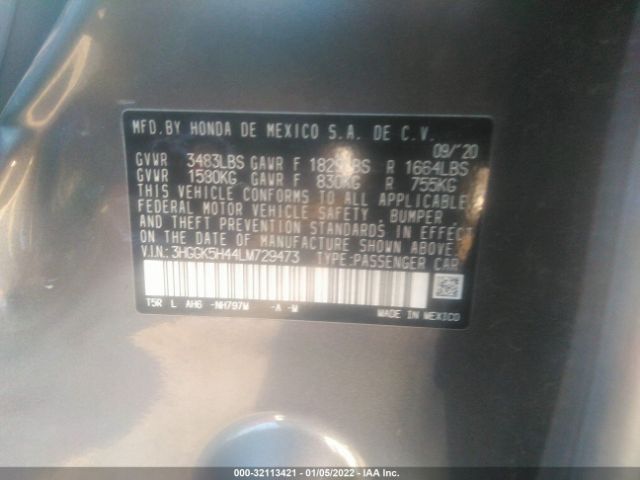 MFD.BY HONDA DE MEXICO S.A. DE C.V.
09/'20
GVWR 3483LBS GAWR F 1829LBS R 1664LBS
GVWR 1590KG GAWR F 830KG R 755KG
THIS VEHICLE CONFORMS TO ALL APPLICABLE
FEDERAL MOTOR VEHICLE SAFETY, BUMPER
AND THEFT PREVENTION STANDARDS IN EFFECT
ON THE DATE OF MANUFACTURE SHOWN ABOVE.
V.I.N: 3HGGK5H44LM729473 TYPE:PASSENGER CAR
T5R L AH6 -NH797M -A -M
MADE IN MEXICO
000-32113421 - 01/05/2022 - IAA Inc.